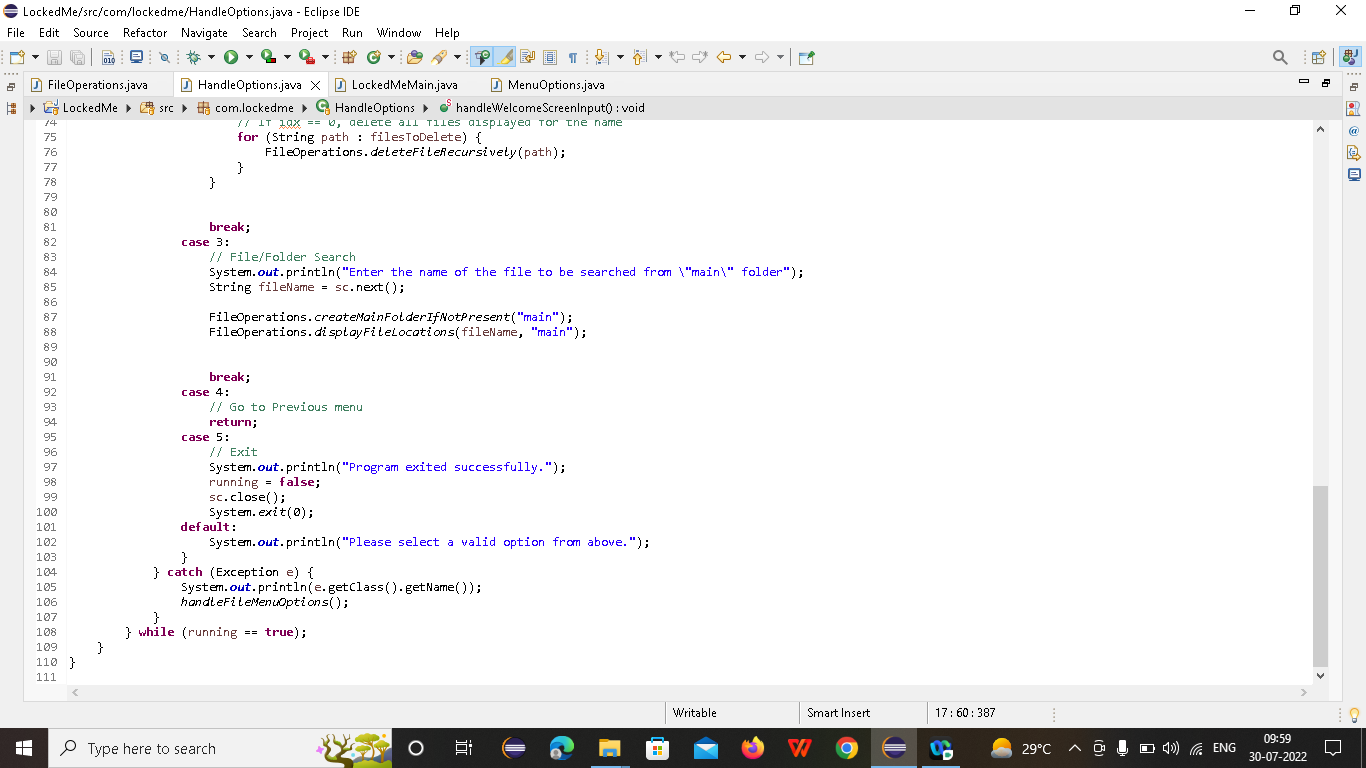 LockedMe/src/com/lockedme/HandleOptions.java - Eclipse IDE
File Edit Source Refactor Navigate Search Project Run Window Help
FileOperations.java HandleOptions.java LockedMeMain.java MenuOptions.java
LockedMe src com.lockedme HandleOptions handleWelcomeScreenInput() : void
74 // If idx == 0, delete all files displayed for the name
75 for (String path : filesToDelete) {
76 FileOperations.deleteFileRecursively(path);
77 }
78 }
79
80
81 break;
82 case 3:
83 // File/Folder Search
84 System.out.println("Enter the name of the file to be searched from \"main\" folder");
85 String fileName = sc.next();
86
87 FileOperations.createMainFolderIfNotPresent("main");
88 FileOperations.displayFileLocations(fileName, "main");
89
90
91 break;
92 case 4:
93 // Go to Previous menu
94 return;
95 case 5:
96 // Exit
97 System.out.println("Program exited successfully.");
98 running = false;
99 sc.close();
100 System.exit(0);
101 default:
102 System.out.println("Please select a valid option from above.");
103 }
104 } catch (Exception e) {
105 System.out.println(e.getClass().getName());
106 handleFileMenuOptions();
107 }
108 } while (running == true);
109 }
110 }
111
Writable Smart Insert 17 : 60 : 387
Type here to search 29°C ENG 09:59
30-07-2022